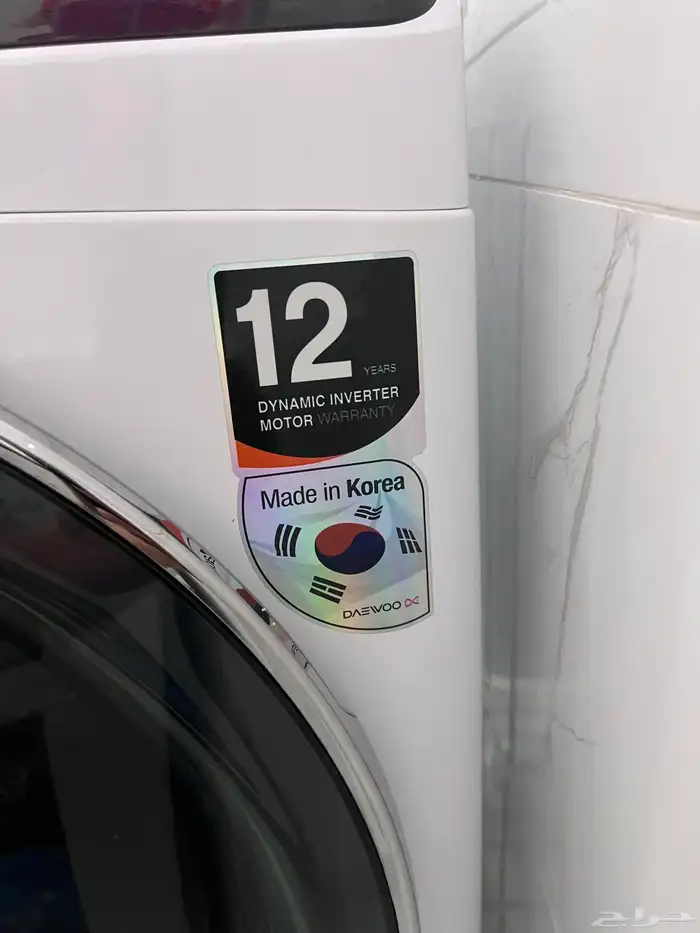 12
YEARS
DYNAMIC INVERTER
MOTOR WARRANTY
Made in Korea
DAEWOO
حراج